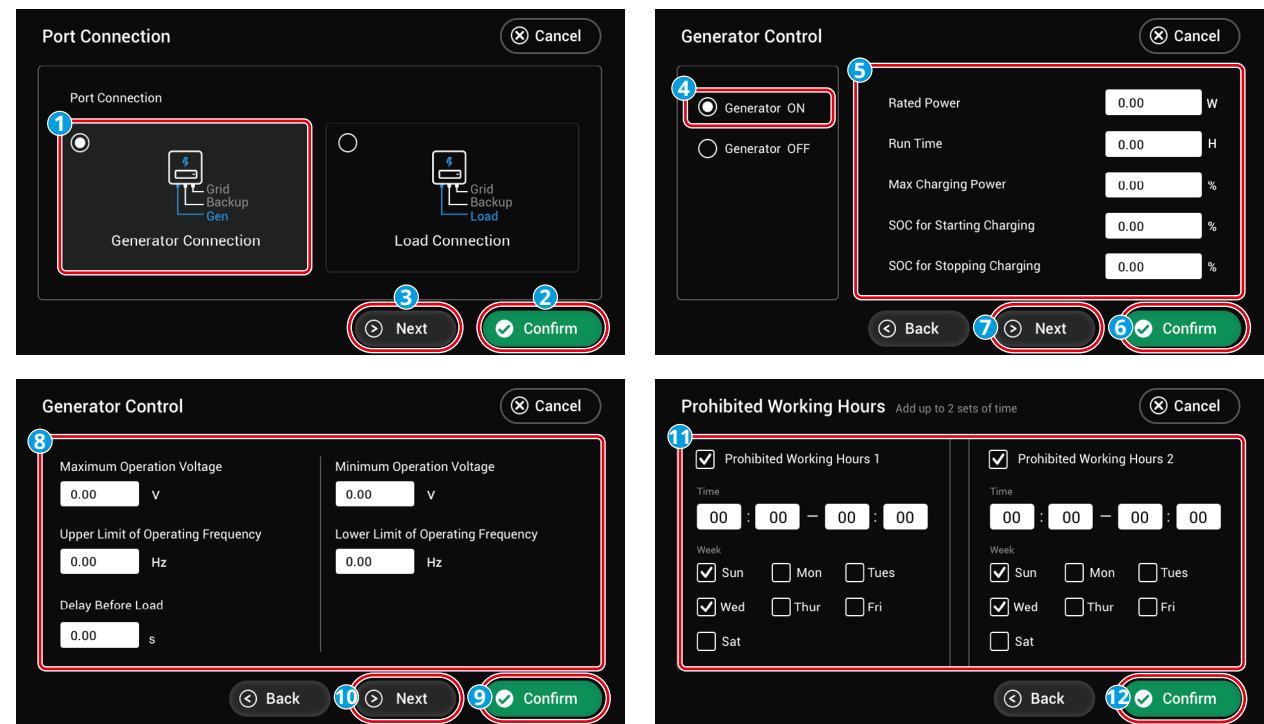 Port Connection
Cancel
Port Connection
1
Grid
Backup
Gen
Generator Connection
Grid
Backup
Load
Load Connection
3
Next
2
Confirm
Generator Control
Cancel
4
Generator ON
Generator OFF
5
Rated Power 0.00 W
Run Time 0.00 H
Max Charging Power 0.00 %
SOC for Starting Charging 0.00 %
SOC for Stopping Charging 0.00 %
Back
7
Next
6
Confirm
Generator Control
Cancel
8
Maximum Operation Voltage
0.00 V
Minimum Operation Voltage
0.00 V
Upper Limit of Operating Frequency
0.00 Hz
Lower Limit of Operating Frequency
0.00 Hz
Delay Before Load
0.00 s
Back
10
Next
9
Confirm
Prohibited Working Hours Add up to 2 sets of time
Cancel
11
Prohibited Working Hours 1
Time
00 : 00 – 00 : 00
Week
Sun Mon Tues
Wed Thur Fri
Sat
Prohibited Working Hours 2
Time
00 : 00 – 00 : 00
Week
Sun Mon Tues
Wed Thur Fri
Sat
Back
12
Confirm